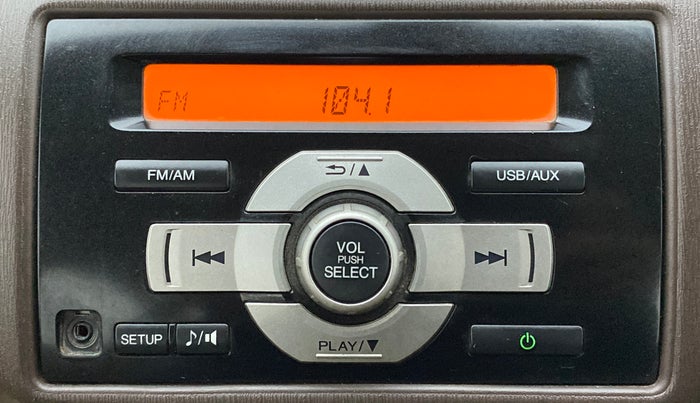 FM 104.1
FM/AM
USB/AUX
VOL
PUSH
SELECT
SETUP
PLAY/